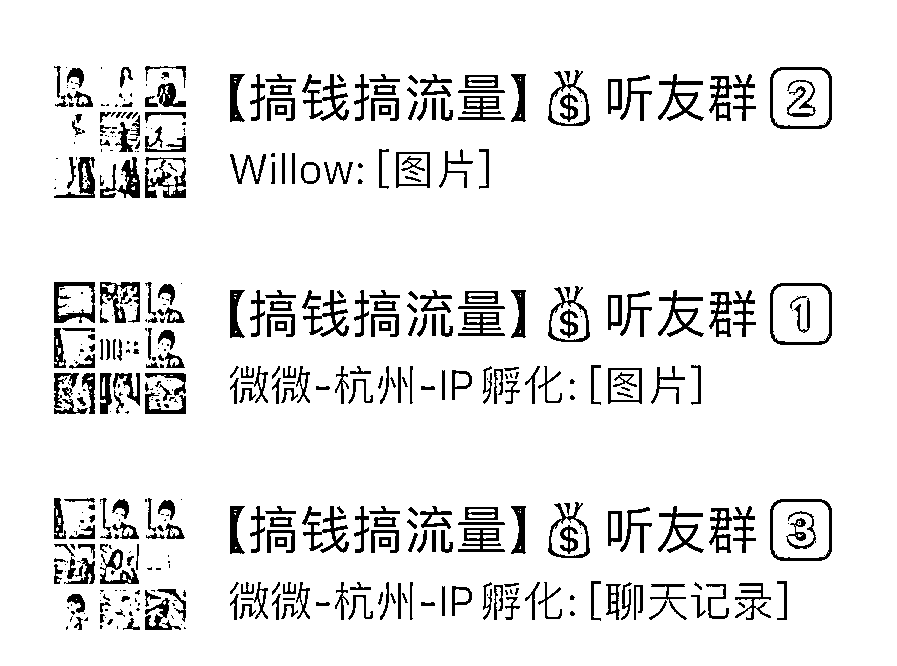 【搞钱搞流量】💰听友群2️⃣
Willow: [图片]
【搞钱搞流量】💰听友群1️⃣
微微-杭州-IP孵化: [图片]
【搞钱搞流量】💰听友群3️⃣
微微-杭州-IP孵化: [聊天记录]